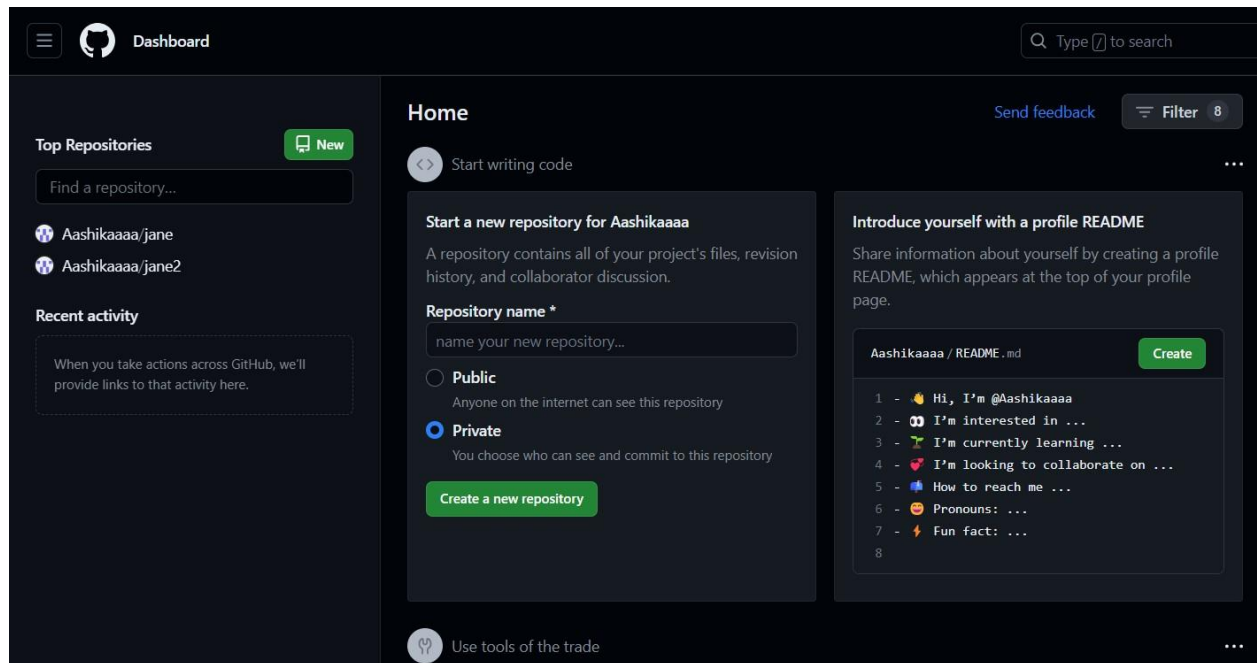 Dashboard
Type / to search
Top Repositories
New
Find a repository...
Aashikaaaa/jane
Aashikaaaa/jane2
Recent activity
When you take actions across GitHub, we'll
provide links to that activity here.
Home
Send feedback
Filter 8
Start writing code
Start a new repository for Aashikaaaa
A repository contains all of your project's files, revision
history, and collaborator discussion.
Repository name *
name your new repository...
Public
Anyone on the internet can see this repository
Private
You choose who can see and commit to this repository
Create a new repository
Introduce yourself with a profile README
Share information about yourself by creating a profile
README, which appears at the top of your profile
page.
Aashikaaaa / README.md
Create
1 - 👋 Hi, I'm @Aashikaaaa
2 - 👀 I'm interested in ...
3 - 🌱 I'm currently learning ...
4 - 💞️ I'm looking to collaborate on ...
5 - 📫 How to reach me ...
6 - 😄 Pronouns: ...
7 - ⚡ Fun fact: ...
8
Use tools of the trade